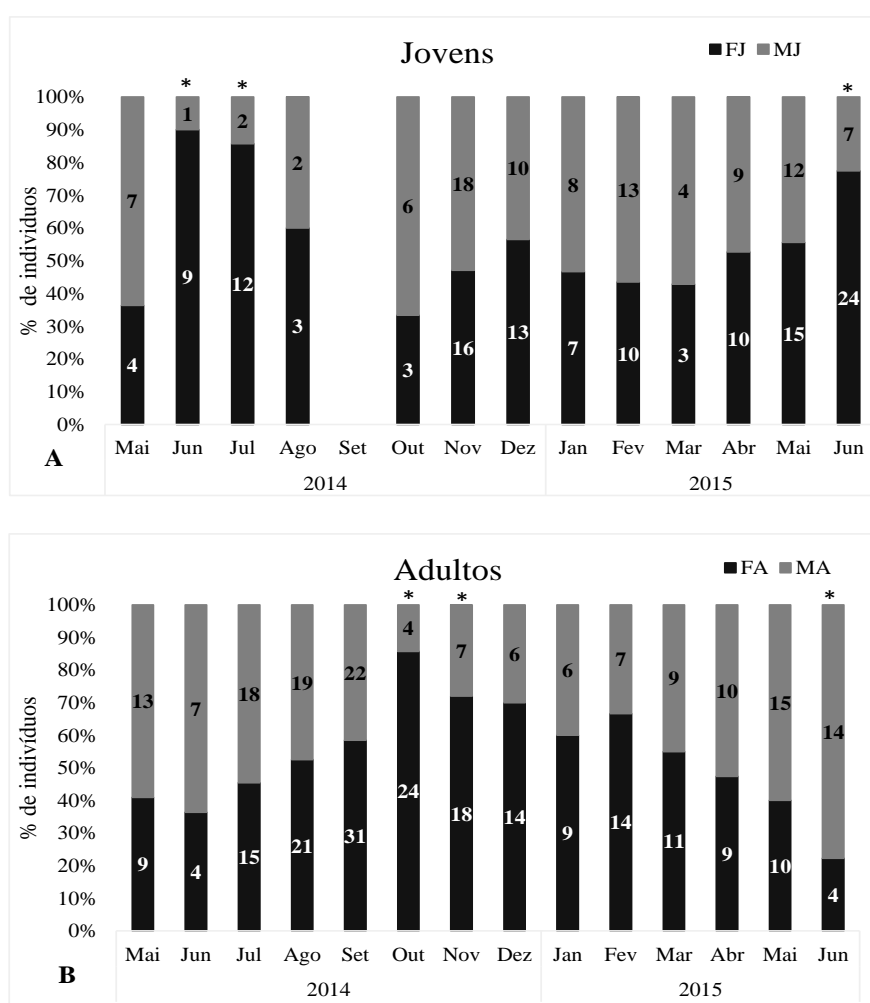 Jovens
FJ MJ
* * *
100%
90%
80%
70%
60%
50%
40%
30%
20%
10%
0%
% de individuos
7 1 2 2 6 18 10 8 13 4 9 12 7
4 9 12 3 3 16 13 7 10 3 10 15 24
Mai Jun Jul Ago Set Out Nov Dez Jan Fev Mar Abr Mai Jun
2014 2015
A
Adultos
FA MA
* * *
100%
90%
80%
70%
60%
50%
40%
30%
20%
10%
0%
% de indivíduos
13 7 18 19 22 4 7 6 6 7 9 10 15 14
9 4 15 21 31 24 18 14 9 14 11 9 10 4
Mai Jun Jul Ago Set Out Nov Dez Jan Fev Mar Abr Mai Jun
2014 2015
B